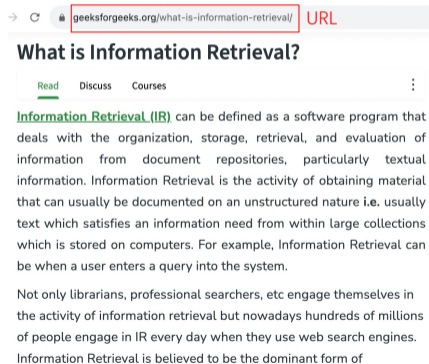 geeksforgeeks.org/what-is-information-retrieval/ URL
What is Information Retrieval?
Read Discuss Courses
Information Retrieval (IR) can be defined as a software program that
deals with the organization, storage, retrieval, and evaluation of
information from document repositories, particularly textual
information. Information Retrieval is the activity of obtaining material
that can usually be documented on an unstructured nature i.e. usually
text which satisfies an information need from within large collections
which is stored on computers. For example, Information Retrieval can
be when a user enters a query into the system.
Not only librarians, professional searchers, etc engage themselves in
the activity of information retrieval but nowadays hundreds of millions
of people engage in IR every day when they use web search engines.
Information Retrieval is believed to be the dominant form of